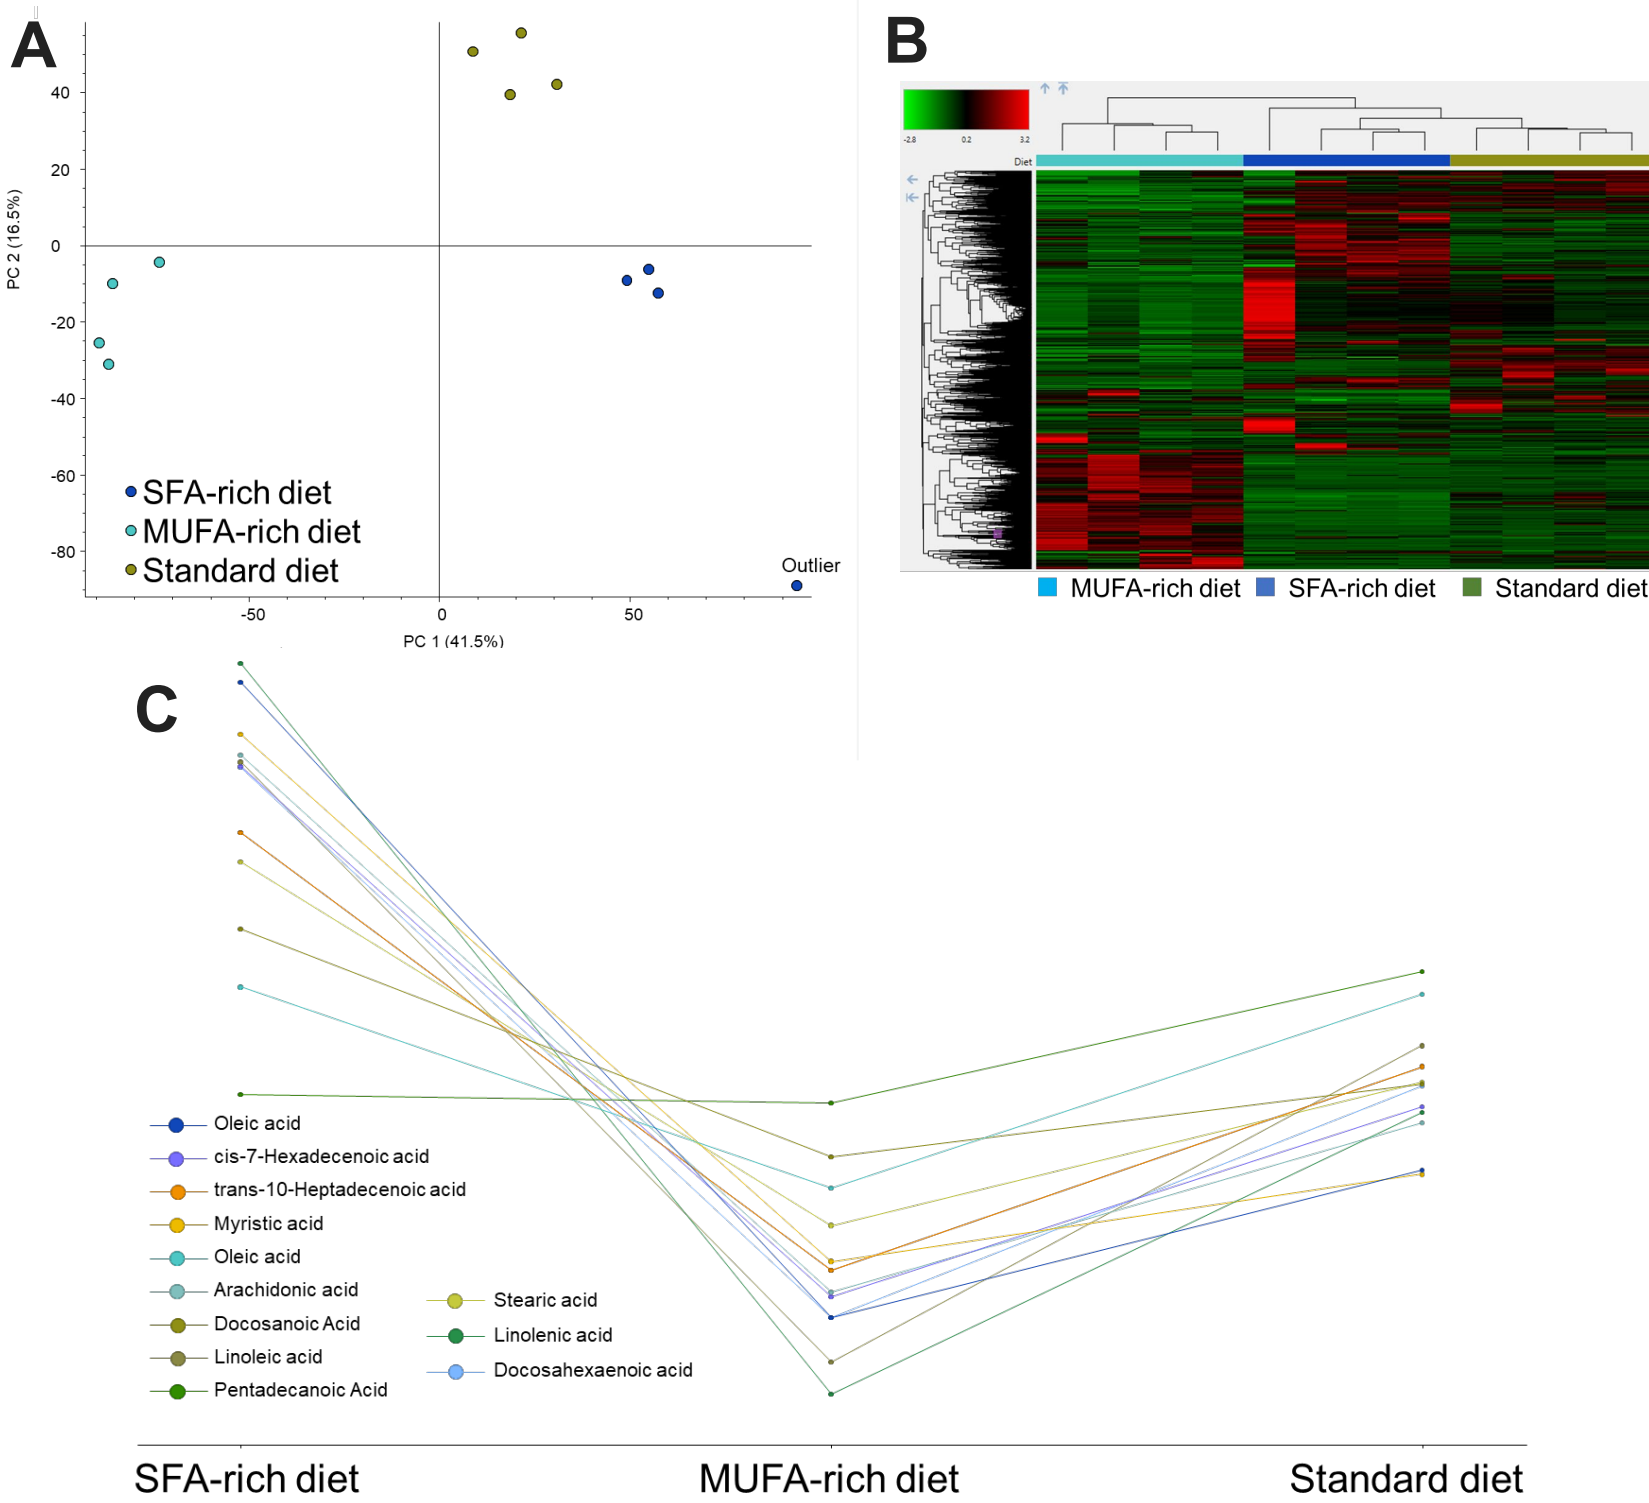 A
40
20
0
-20
-40
-60
-80
PC 2 (16.5%)
SFA-rich diet
MUFA-rich diet
Standard diet
Outlier
-50
0
50
PC 1 (41.5%)
B
-2.8
0.2
3.2
Diet
MUFA-rich diet
SFA-rich diet
Standard diet
C
Oleic acid
cis-7-Hexadecenoic acid
trans-10-Heptadecenoic acid
Myristic acid
Oleic acid
Arachidonic acid
Docosanoic Acid
Linoleic acid
Pentadecanoic Acid
Stearic acid
Linolenic acid
Docosahexaenoic acid
SFA-rich diet
MUFA-rich diet
Standard diet